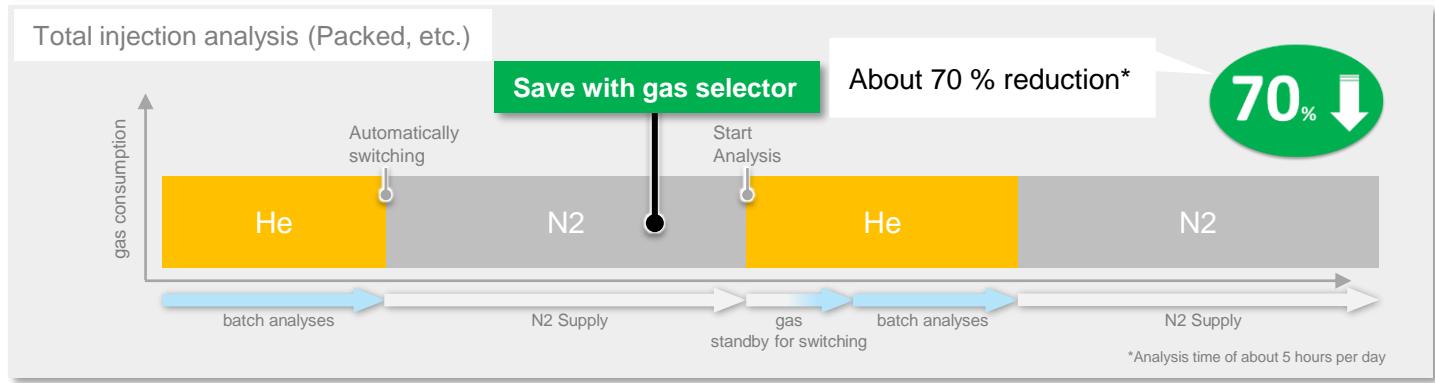 Total injection analysis (Packed, etc.)
Save with gas selector
About 70 % reduction*
70%
gas consumption
Automatically
switching
Start
Analysis
He
N2
He
N2
batch analyses
N2 Supply
gas
standby for switching
batch analyses
N2 Supply
*Analysis time of about 5 hours per day